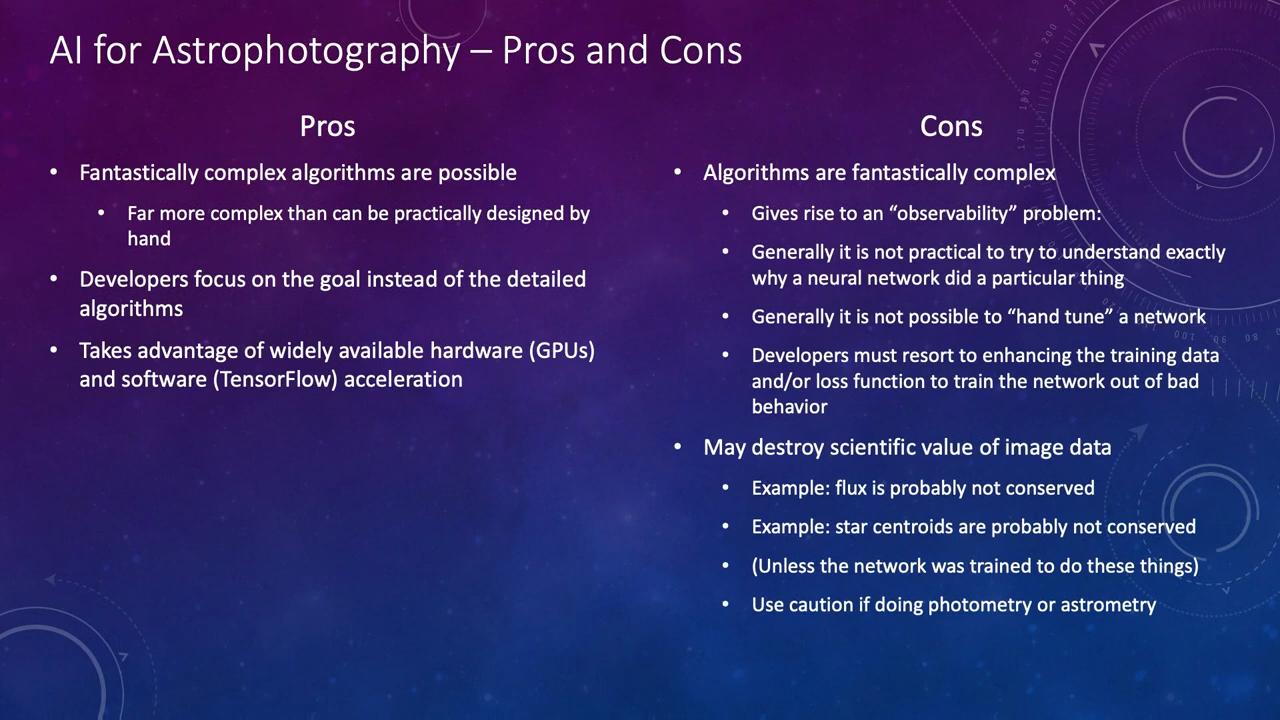 AI for Astrophotography – Pros and Cons
Pros
• Fantastically complex algorithms are possible
• Far more complex than can be practically designed by
hand
• Developers focus on the goal instead of the detailed
algorithms
• Takes advantage of widely available hardware (GPUs)
and software (TensorFlow) acceleration
Cons
• Algorithms are fantastically complex
• Gives rise to an “observability” problem:
• Generally it is not practical to try to understand exactly
why a neural network did a particular thing
• Generally it is not possible to “hand tune” a network
• Developers must resort to enhancing the training data
and/or loss function to train the network out of bad
behavior
• May destroy scientific value of image data
• Example: flux is probably not conserved
• Example: star centroids are probably not conserved
• (Unless the network was trained to do these things)
• Use caution if doing photometry or astrometry